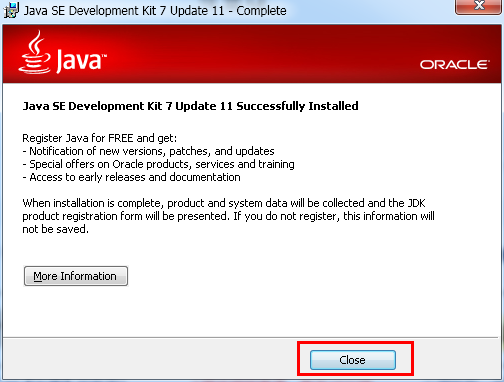 Java SE Development Kit 7 Update 11 - Complete
Java™
ORACLE
Java SE Development Kit 7 Update 11 Successfully Installed
Register Java for FREE and get:
- Notification of new versions, patches, and updates
- Special offers on Oracle products, services and training
- Access to early releases and documentation
When installation is complete, product and system data will be collected and the JDK
product registration form will be presented. If you do not register, this information will
not be saved.
More Information
Close